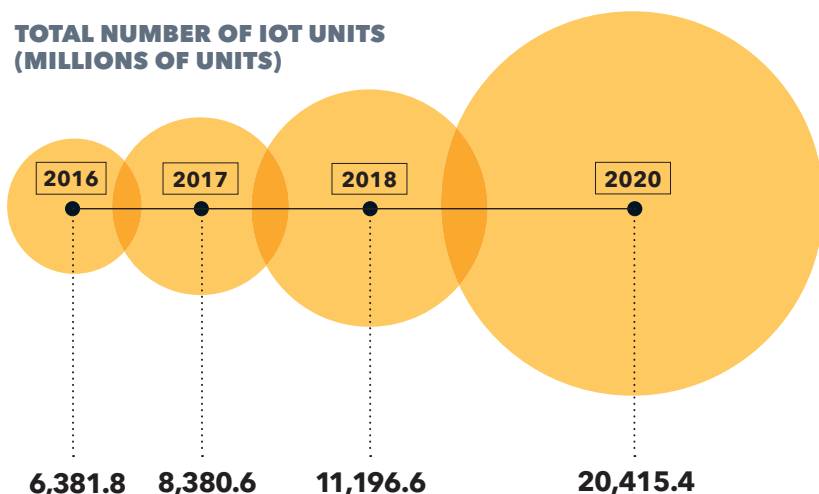 TOTAL NUMBER OF IOT UNITS
(MILLIONS OF UNITS)
2016 2017 2018 2020
6,381.8 8,380.6 11,196.6 20,415.4